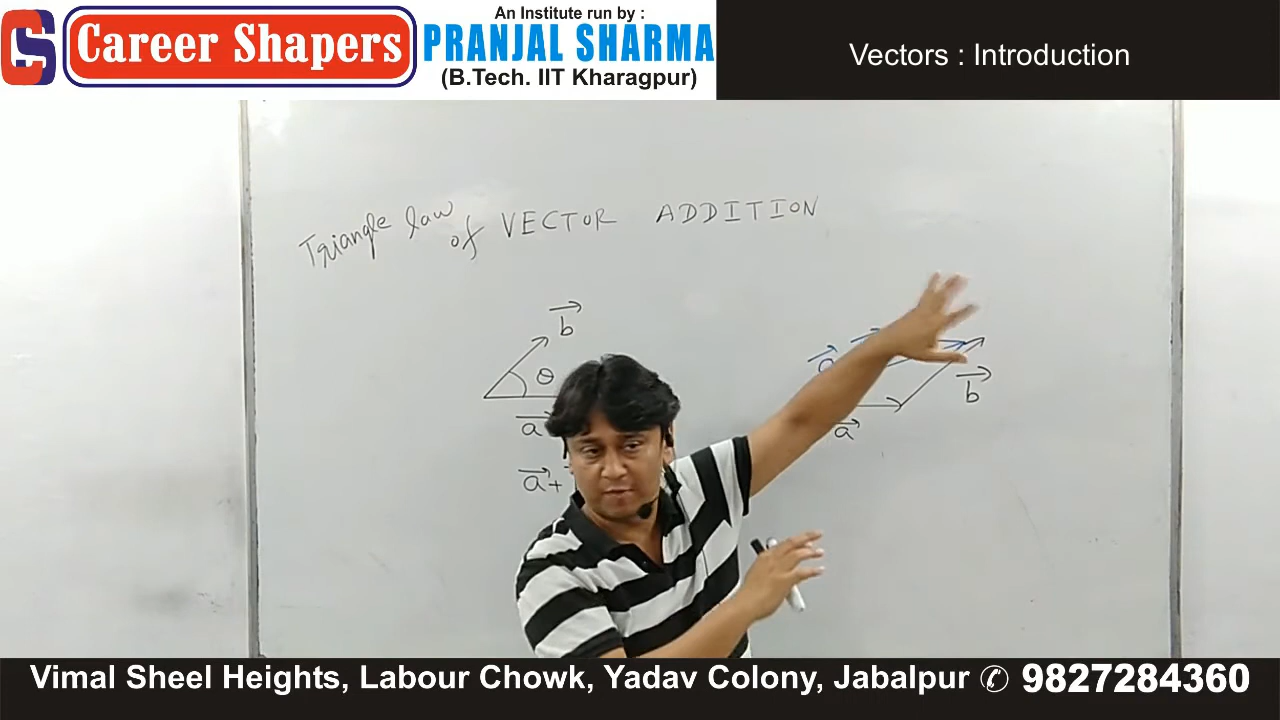 CS Career Shapers
An Institute run by :
PRANJAL SHARMA
(B.Tech. IIT Kharagpur)
Vectors : Introduction
Triangle law of VECTOR ADDITION
b
θ
a
a +
a
b
a
Vimal Sheel Heights, Labour Chowk, Yadav Colony, Jabalpur ✆ 9827284360